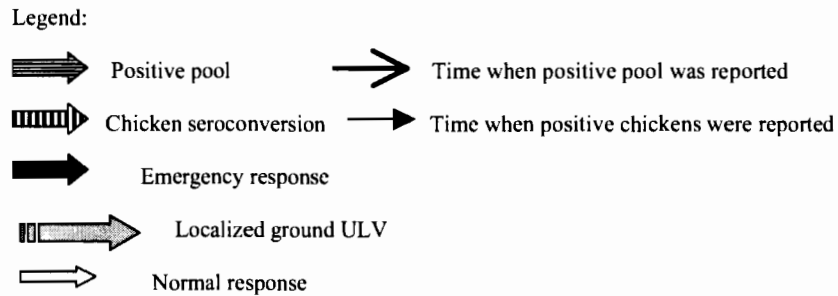 Legend:
Positive pool Time when positive pool was reported
Chicken seroconversion Time when positive chickens were reported
Emergency response
Localized ground ULV
Normal response